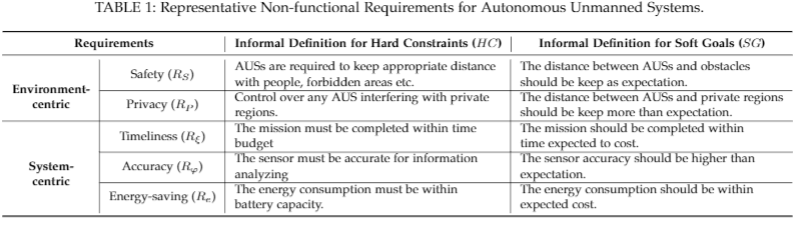 TABLE 1: Representative Non-functional Requirements for Autonomous Unmanned Systems.
Requirements Informal Definition for Hard Constraints (HC) Informal Definition for Soft Goals (SG)
Environment-centric
Safety (R_S) AUSs are required to keep appropriate distance with people, forbidden areas etc. The distance between AUSs and obstacles should be keep as expectation.
Privacy (R_P) Control over any AUS interfering with private regions. The distance between AUSs and private regions should be keep more than expectation.
System-centric
Timeliness (R_ξ) The mission must be completed within time budget The mission should be completed within time expected to cost.
Accuracy (R_φ) The sensor must be accurate for information analyzing The sensor accuracy should be higher than expectation.
Energy-saving (R_e) The energy consumption must be within battery capacity. The energy consumption should be within expected cost.